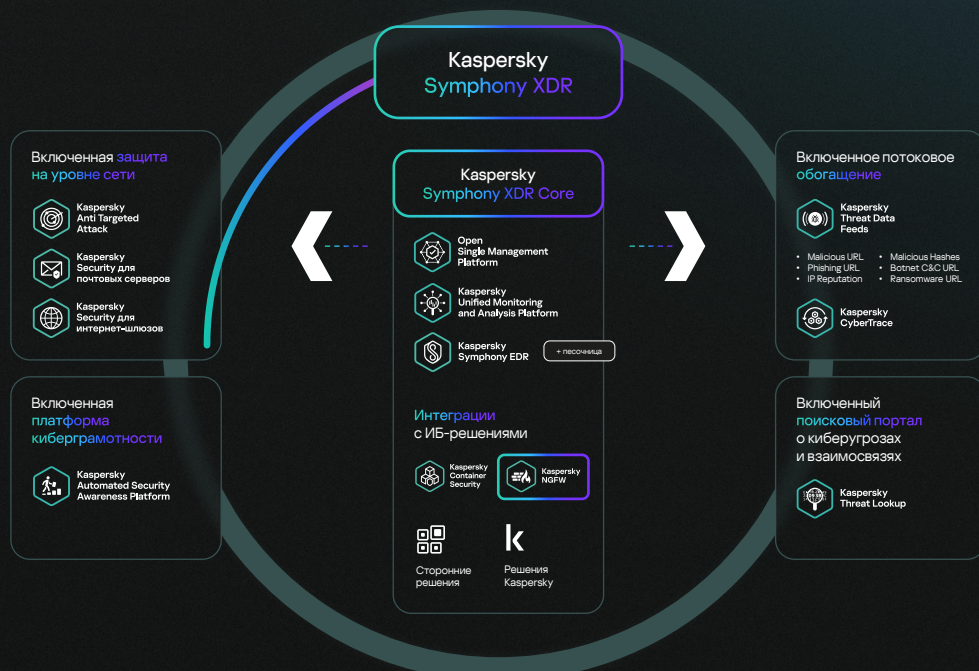 Kaspersky
Symphony XDR
Включенная защита
на уровне сети
Kaspersky
Anti Targeted
Attack
Kaspersky
Security для
почтовых серверов
Kaspersky
Security для
интернет-шлюзов
Включенная
платформа
киберграмотности
Kaspersky
Automated Security
Awareness Platform
Kaspersky
Symphony XDR Core
Open
Single Management
Platform
Kaspersky
Unified Monitoring
and Analysis Platform
Kaspersky
Symphony EDR
+ песочница
Интеграции
с ИБ-решениями
Kaspersky
Container
Security
Kaspersky
NGFW
Сторонние
решения
Решения
Kaspersky
Включенное потоковое
обогащение
Kaspersky
Threat Data
Feeds
• Malicious URL
• Phishing URL
• IP Reputation
• Malicious Hashes
• Botnet C&C URL
• Ransomware URL
Kaspersky
CyberTrace
Включенный
поисковый портал
о киберугрозах
и взаимосвязях
Kaspersky
Threat Lookup